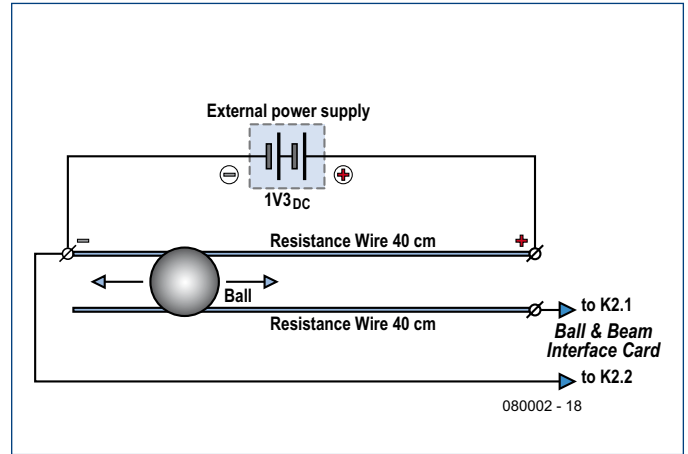 External power supply
− +
1V3DC
− +
Resistance Wire 40 cm
Ball
Resistance Wire 40 cm
to K2.1
Ball & Beam
Interface Card
to K2.2
080002 - 18